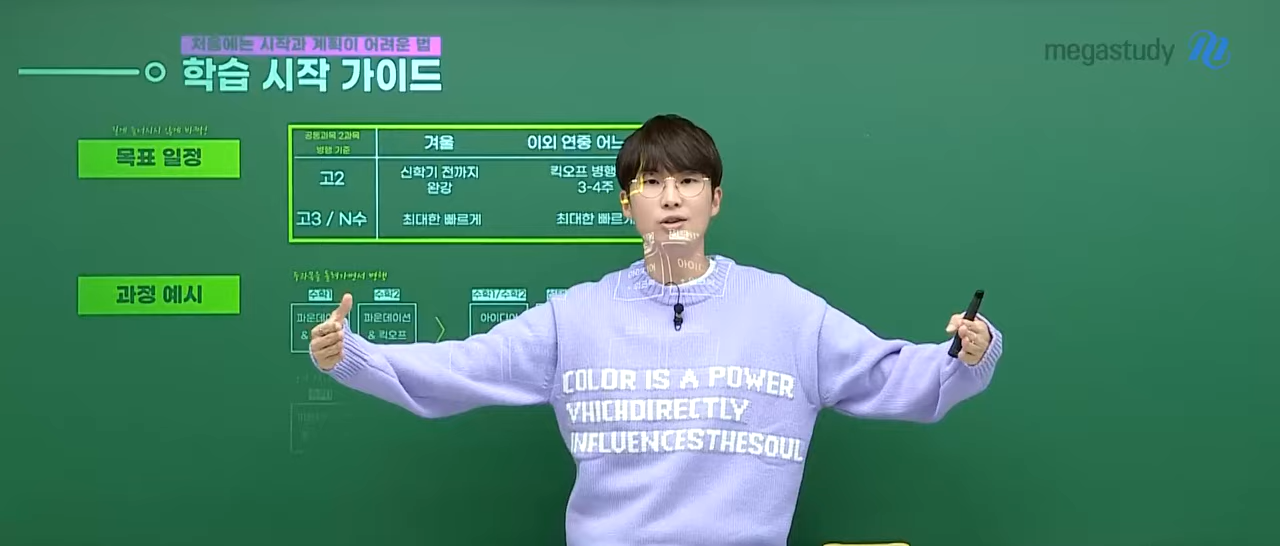 처음에는 시작과 계획이 어려운 법
학습 시작 가이드
megastudy
목표 일정
공통과목 2과목
병행 기준
겨울
이외 연중
고2
신학기 전까지
완강
킥오프 병행
3-4주
고3 / N수
최대한 빠르게
최대한 빠르게
과정 예시
수학1
수학2
수학1/수학2
파운데이션
& 킥오프
아이디어
COLOR IS A POWER
WHICHDIRECTLY
INFLUENCESTHESOUL